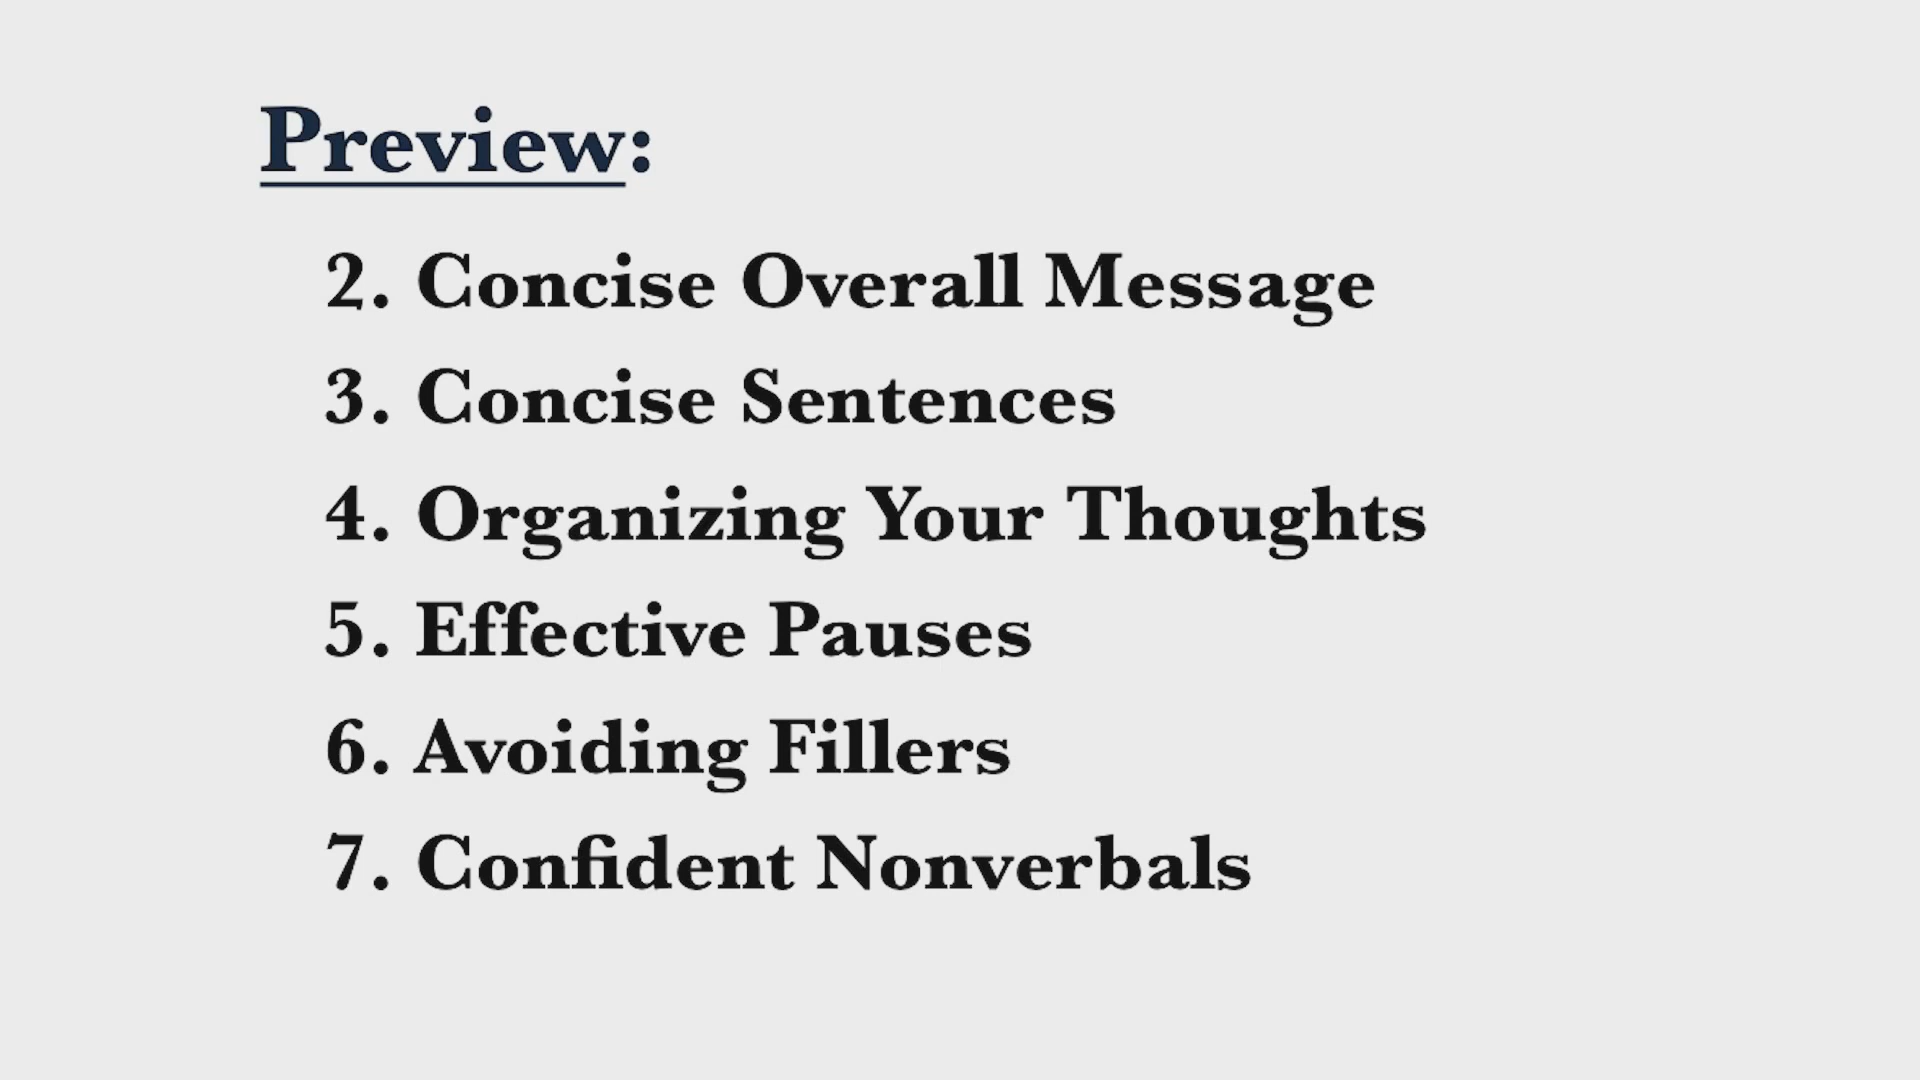 Preview:
2. Concise Overall Message
3. Concise Sentences
4. Organizing Your Thoughts
5. Effective Pauses
6. Avoiding Fillers
7. Confident Nonverbals